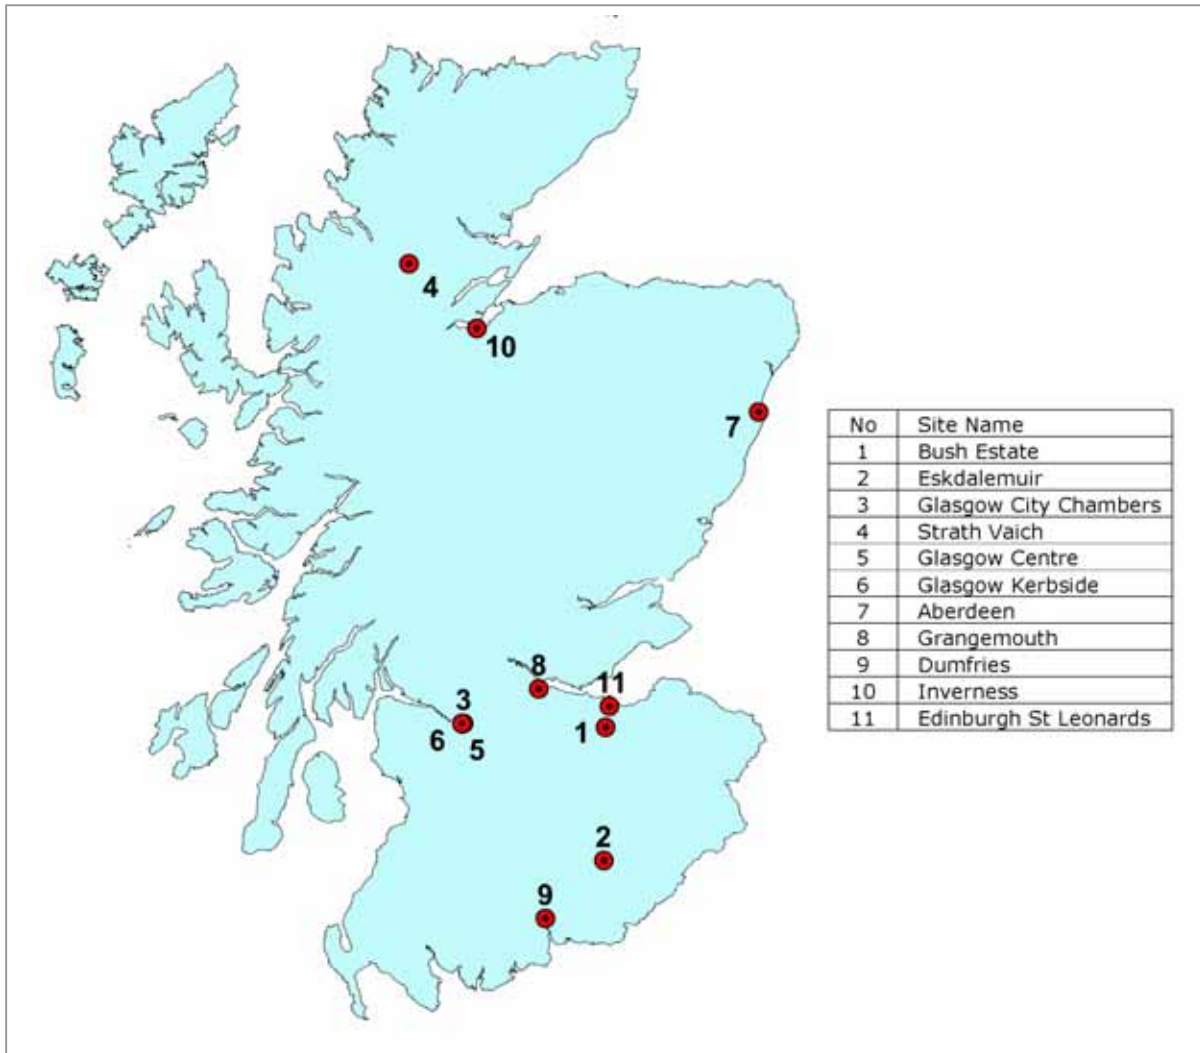 4
10
7
8
11
3
6
5
1
2
9
No Site Name
1 Bush Estate
2 Eskdalemuir
3 Glasgow City Chambers
4 Strath Vaich
5 Glasgow Centre
6 Glasgow Kerbside
7 Aberdeen
8 Grangemouth
9 Dumfries
10 Inverness
11 Edinburgh St Leonards